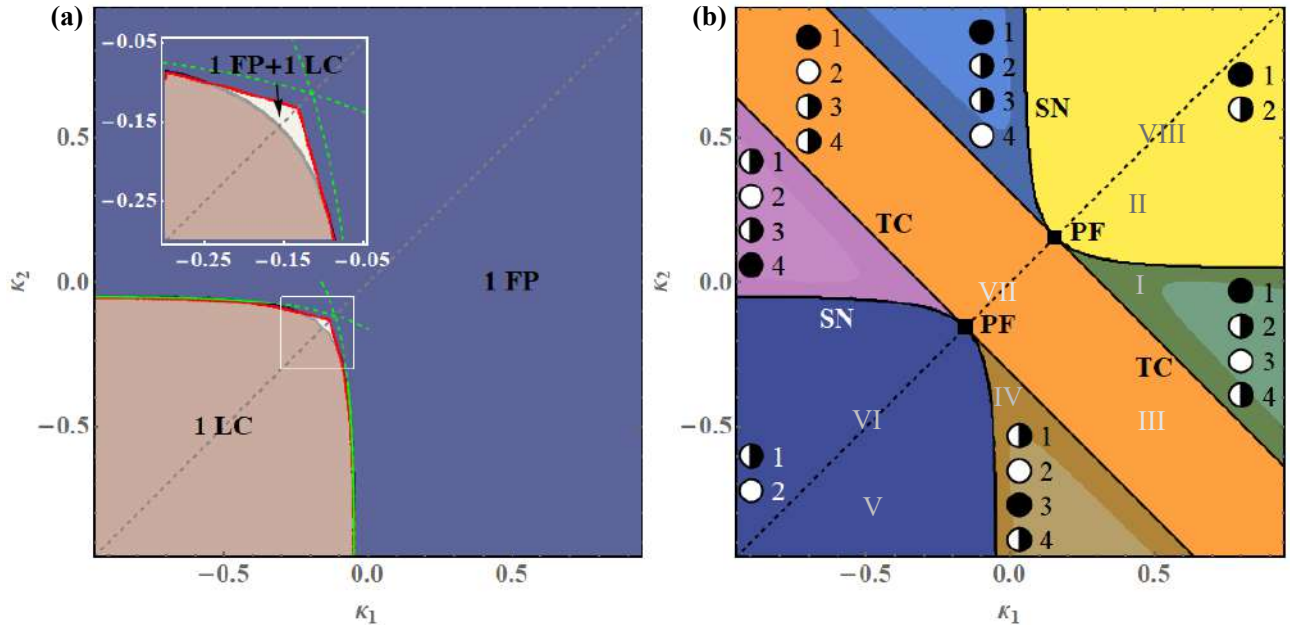 (a)
−0.05
−0.15
−0.25
−0.25 −0.15 −0.05
1 FP+1 LC
1 FP
1 LC
0.5
0.0
−0.5
κ2
−0.5 0.0 0.5
κ1
(b)
1
2
3
4
1
2
3
4
SN
1
2
VIII
II
1
2
3
4
TC
PF
VII
I
SN
PF
1
2
3
4
TC
IV
III
VI
1
2
V
1
2
3
4
0.5
0.0
−0.5
κ2
−0.5 0.0 0.5
κ1